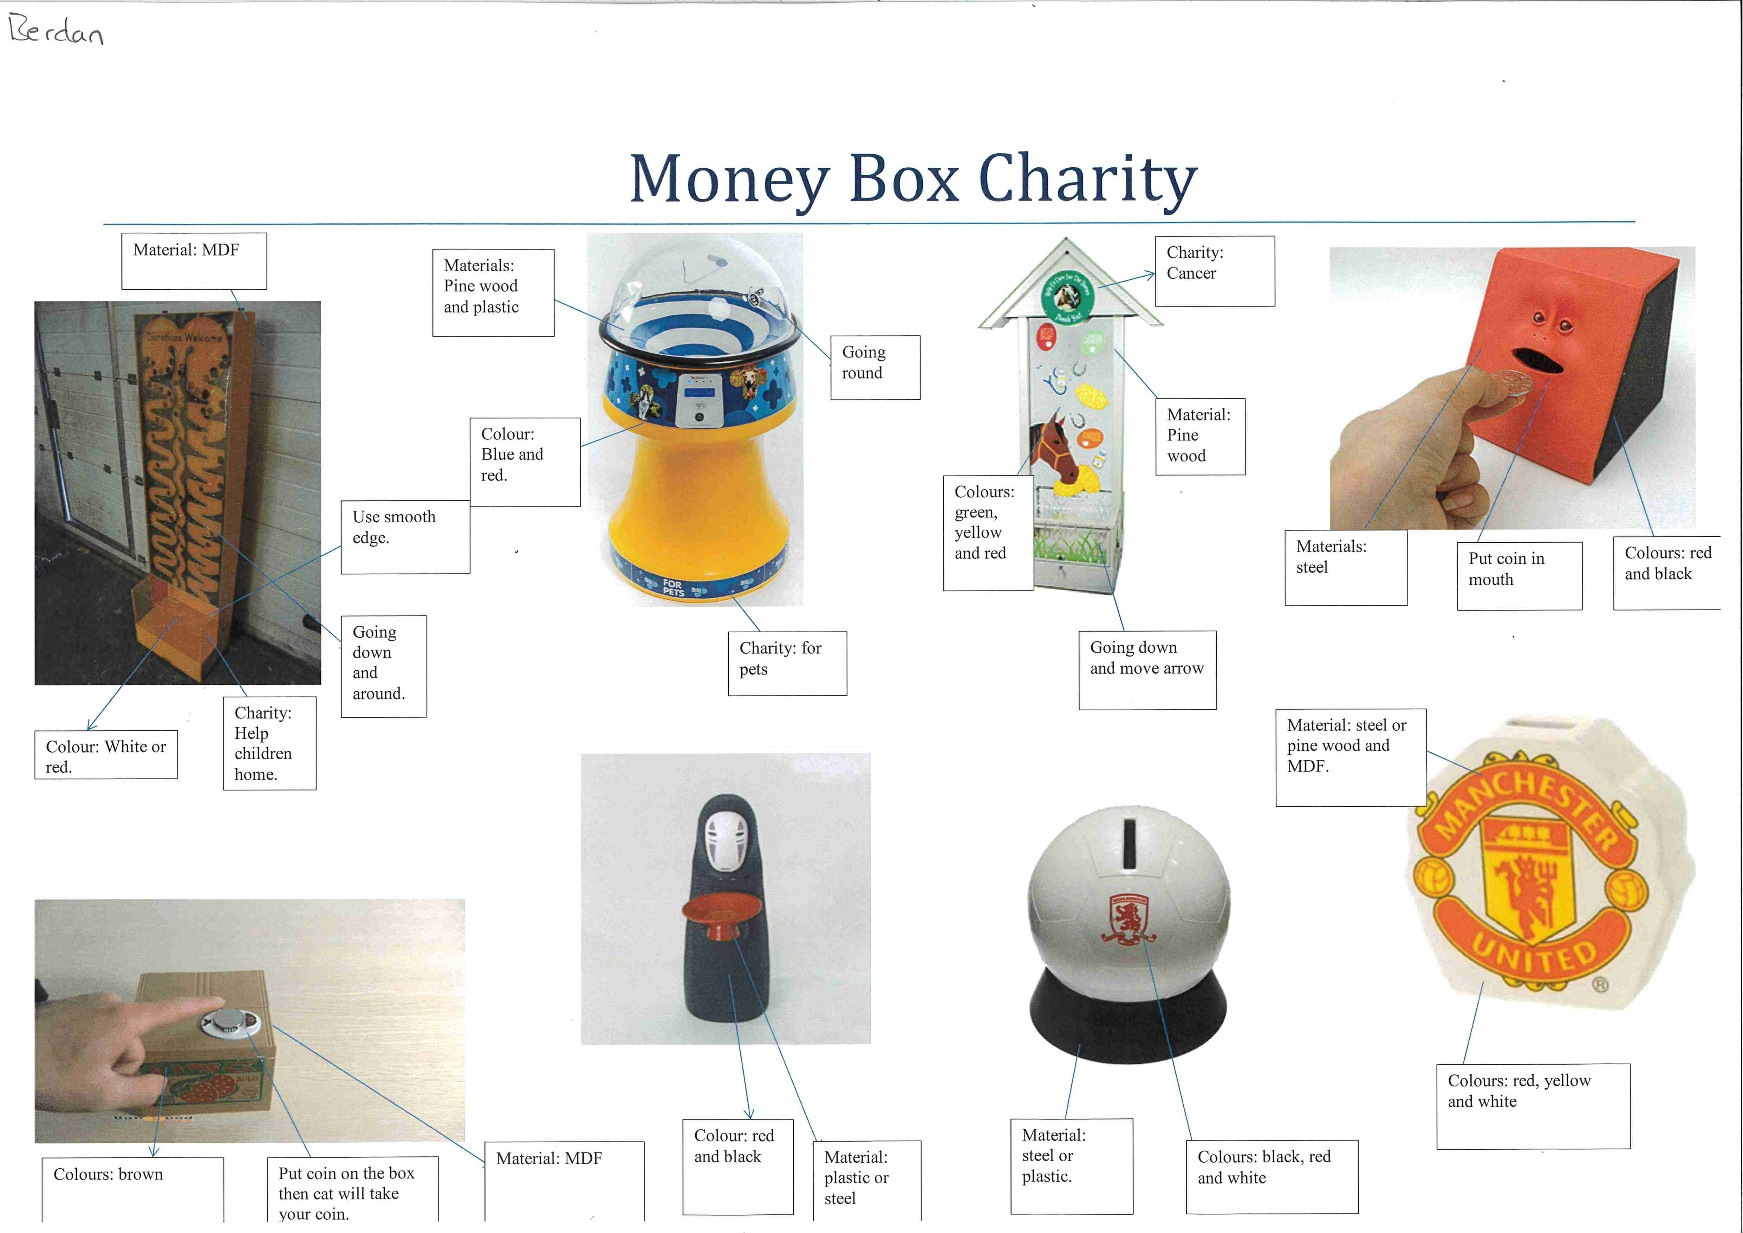 Berdan
Money Box Charity
Material: MDF
Donations Welcome
Use smooth
edge.
Going
down
and
around.
Charity:
Help
children
home.
Colour: White or
red.
Materials:
Pine wood
and plastic
Going
round
Colour:
Blue and
red.
FOR
PETS
Charity: for
pets
Charity:
Cancer
Thank You!
Material:
Pine
wood
Colours:
green,
yellow
and red
Going down
and move arrow
Materials:
steel
Put coin in
mouth
Colours: red
and black
Colours: brown
Put coin on the box
then cat will take
your coin.
Material: MDF
Colour: red
and black
Material:
plastic or
steel
Material:
steel or
plastic.
Colours: black, red
and white
Material: steel or
pine wood and
MDF.
MANCHESTER
UNITED
®
Colours: red, yellow
and white